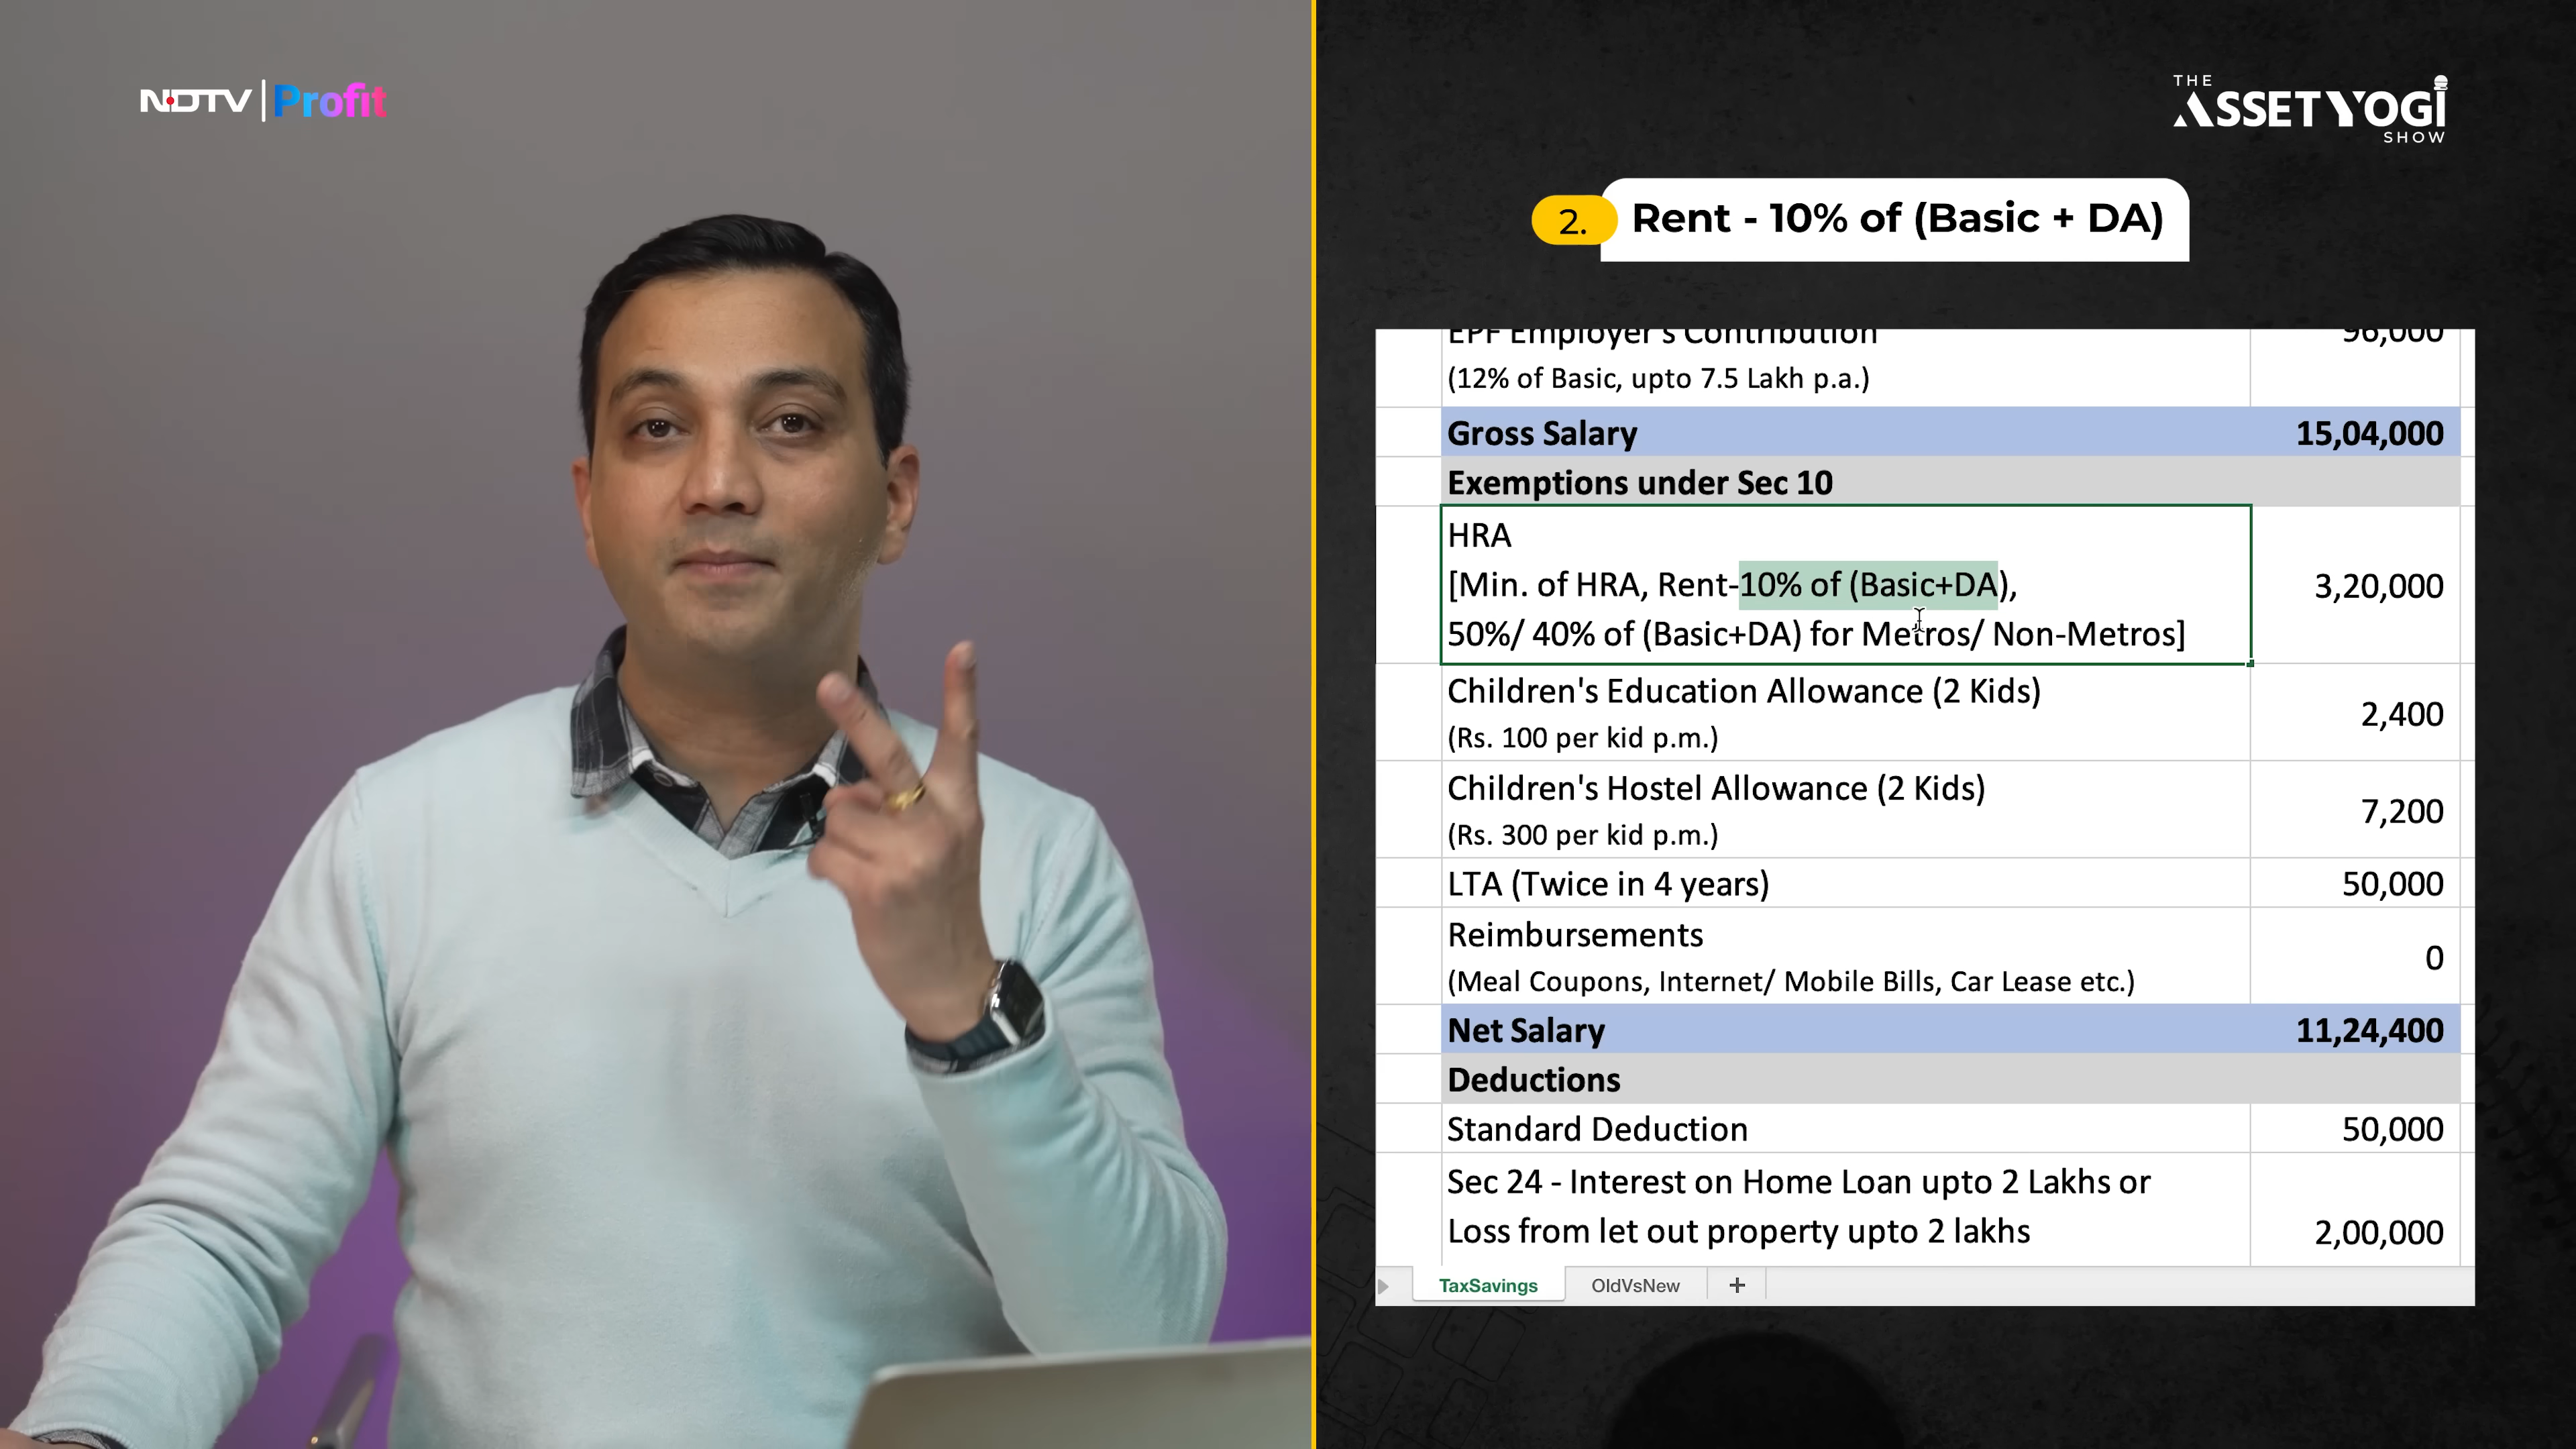 NDTV | Profit
THE
ASSET YOGI
SHOW
2. Rent - 10% of (Basic + DA)
EPF Employer's Contribution 96,000
(12% of Basic, upto 7.5 Lakh p.a.)
Gross Salary 15,04,000
Exemptions under Sec 10
HRA
[Min. of HRA, Rent-10% of (Basic+DA), 3,20,000
50%/ 40% of (Basic+DA) for Metros/ Non-Metros]
Children's Education Allowance (2 Kids) 2,400
(Rs. 100 per kid p.m.)
Children's Hostel Allowance (2 Kids) 7,200
(Rs. 300 per kid p.m.)
LTA (Twice in 4 years) 50,000
Reimbursements 0
(Meal Coupons, Internet/ Mobile Bills, Car Lease etc.)
Net Salary 11,24,400
Deductions
Standard Deduction 50,000
Sec 24 - Interest on Home Loan upto 2 Lakhs or
Loss from let out property upto 2 lakhs 2,00,000
TaxSavings OldVsNew +